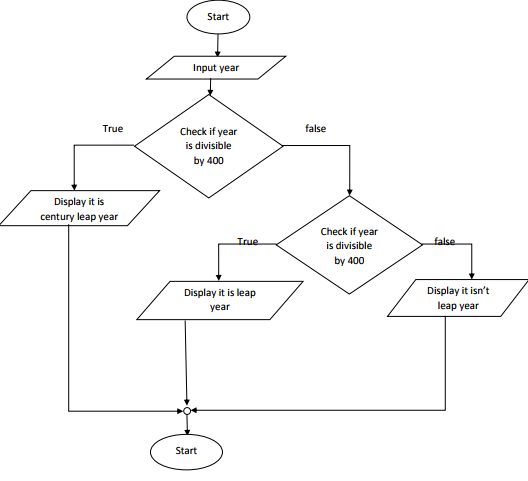 Start
Input year
True
false
Check if year
is divisible
by 400
Display it is
century leap year
Check if year
is divisible
by 400
True
false
Display it is leap
year
Display it isn't
leap year
Start